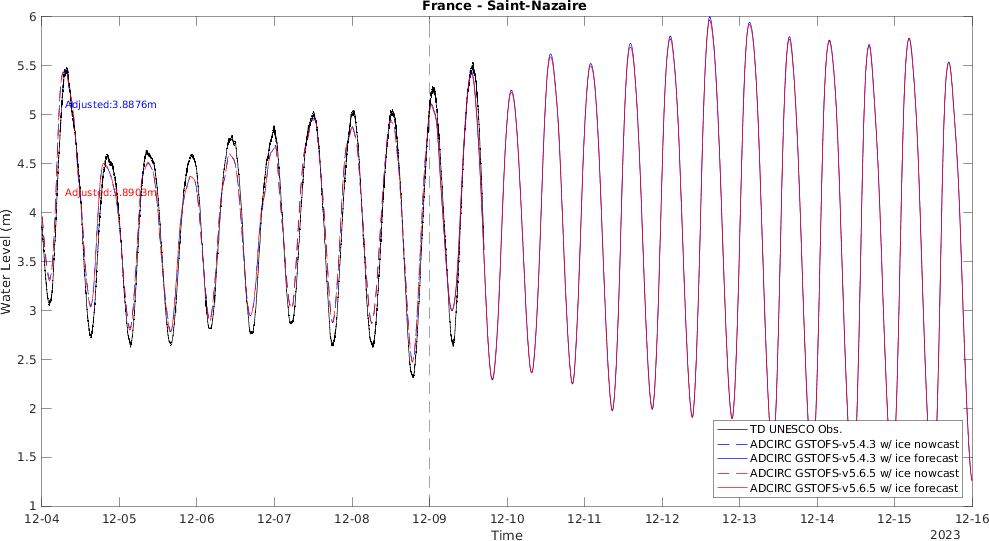 France - Saint-Nazaire
Water Level (m)
6
5.5
5
4.5
4
3.5
3
2.5
2
1.5
1
Adjusted:3.8876m
Adjusted:3.8903m
TD UNESCO Obs.
ADCIRC GSTOFS-v5.4.3 w/ ice nowcast
ADCIRC GSTOFS-v5.4.3 w/ ice forecast
ADCIRC GSTOFS-v5.6.5 w/ ice nowcast
ADCIRC GSTOFS-v5.6.5 w/ ice forecast
12-04 12-05 12-06 12-07 12-08 12-09 12-10 12-11 12-12 12-13 12-14 12-15 12-16
Time
2023